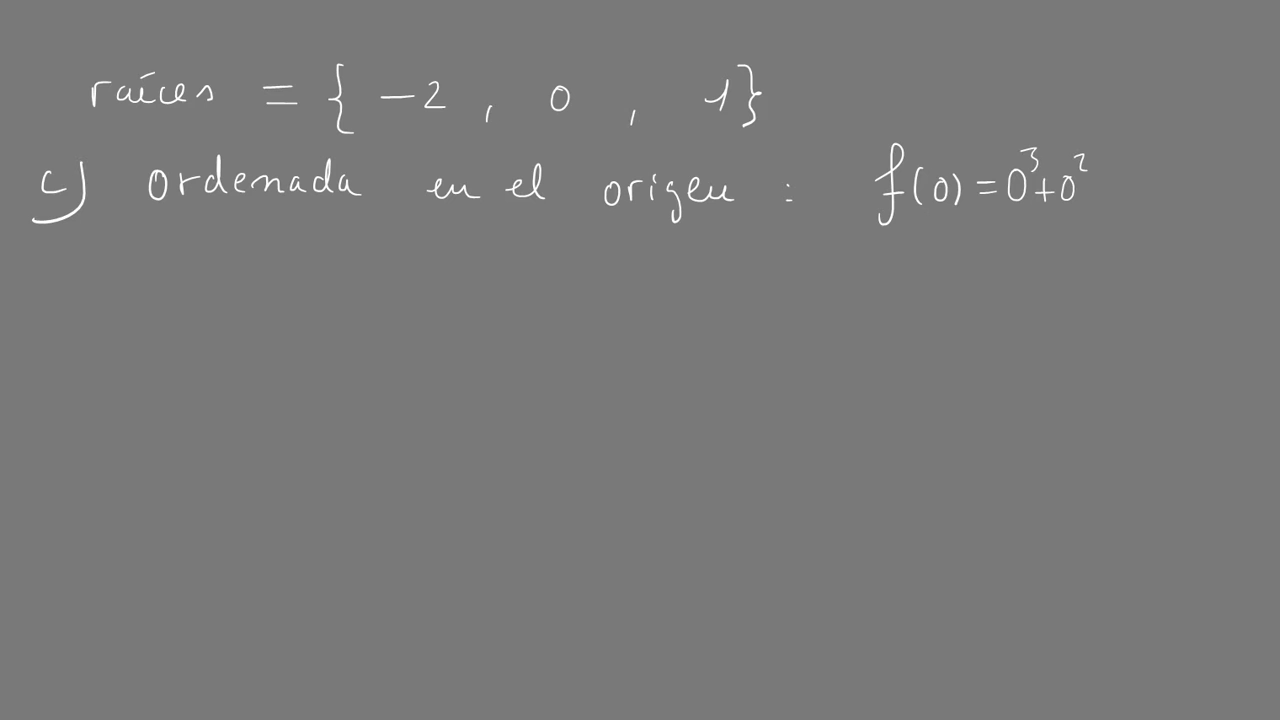 raíces = { -2 , 0 , 1}
c) ordenada en el origen : f(0) = 0³+0²